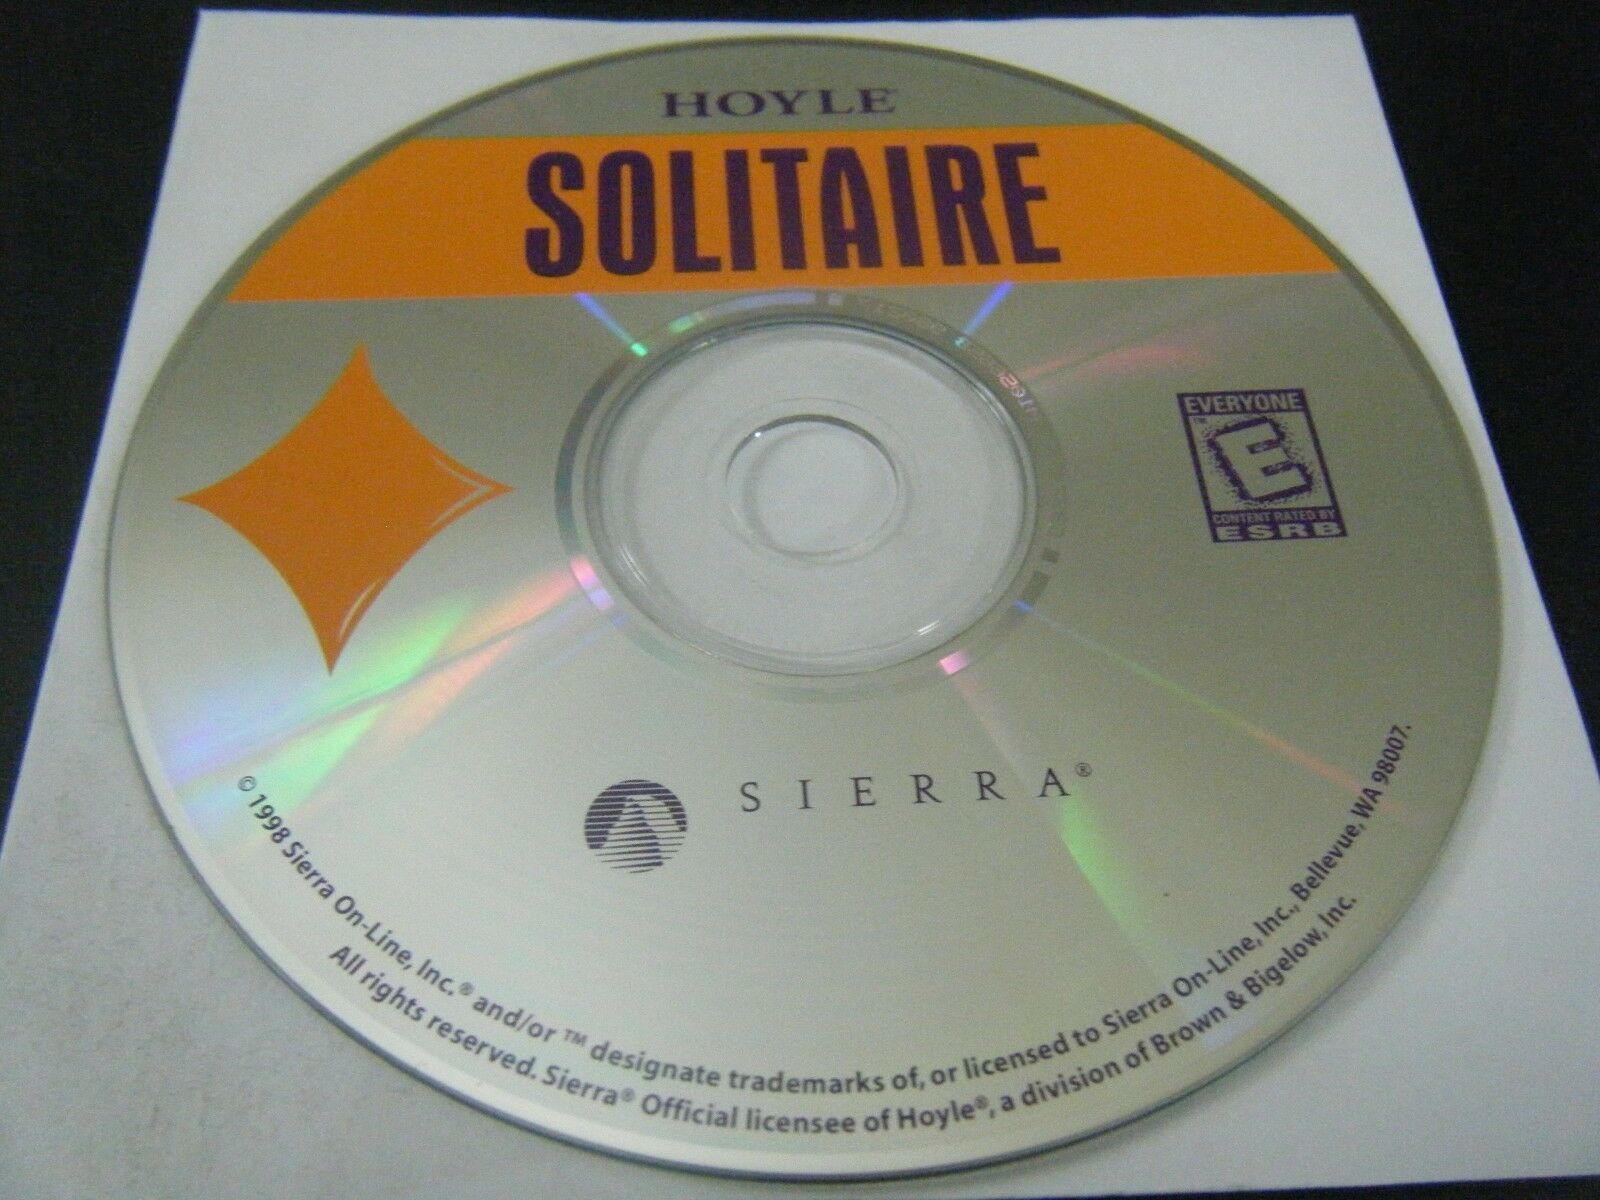 HOYLE
SOLITAIRE
EVERYONE
E
CONTENT RATED BY
ESRB
SIERRA®
© 1998 Sierra On-Line, Inc.® and/or ™ designate trademarks of, or licensed to Sierra On-Line, Inc., Bellevue, WA 98007.
All rights reserved. Sierra® Official licensee of Hoyle®, a division of Brown & Bigelow, Inc.